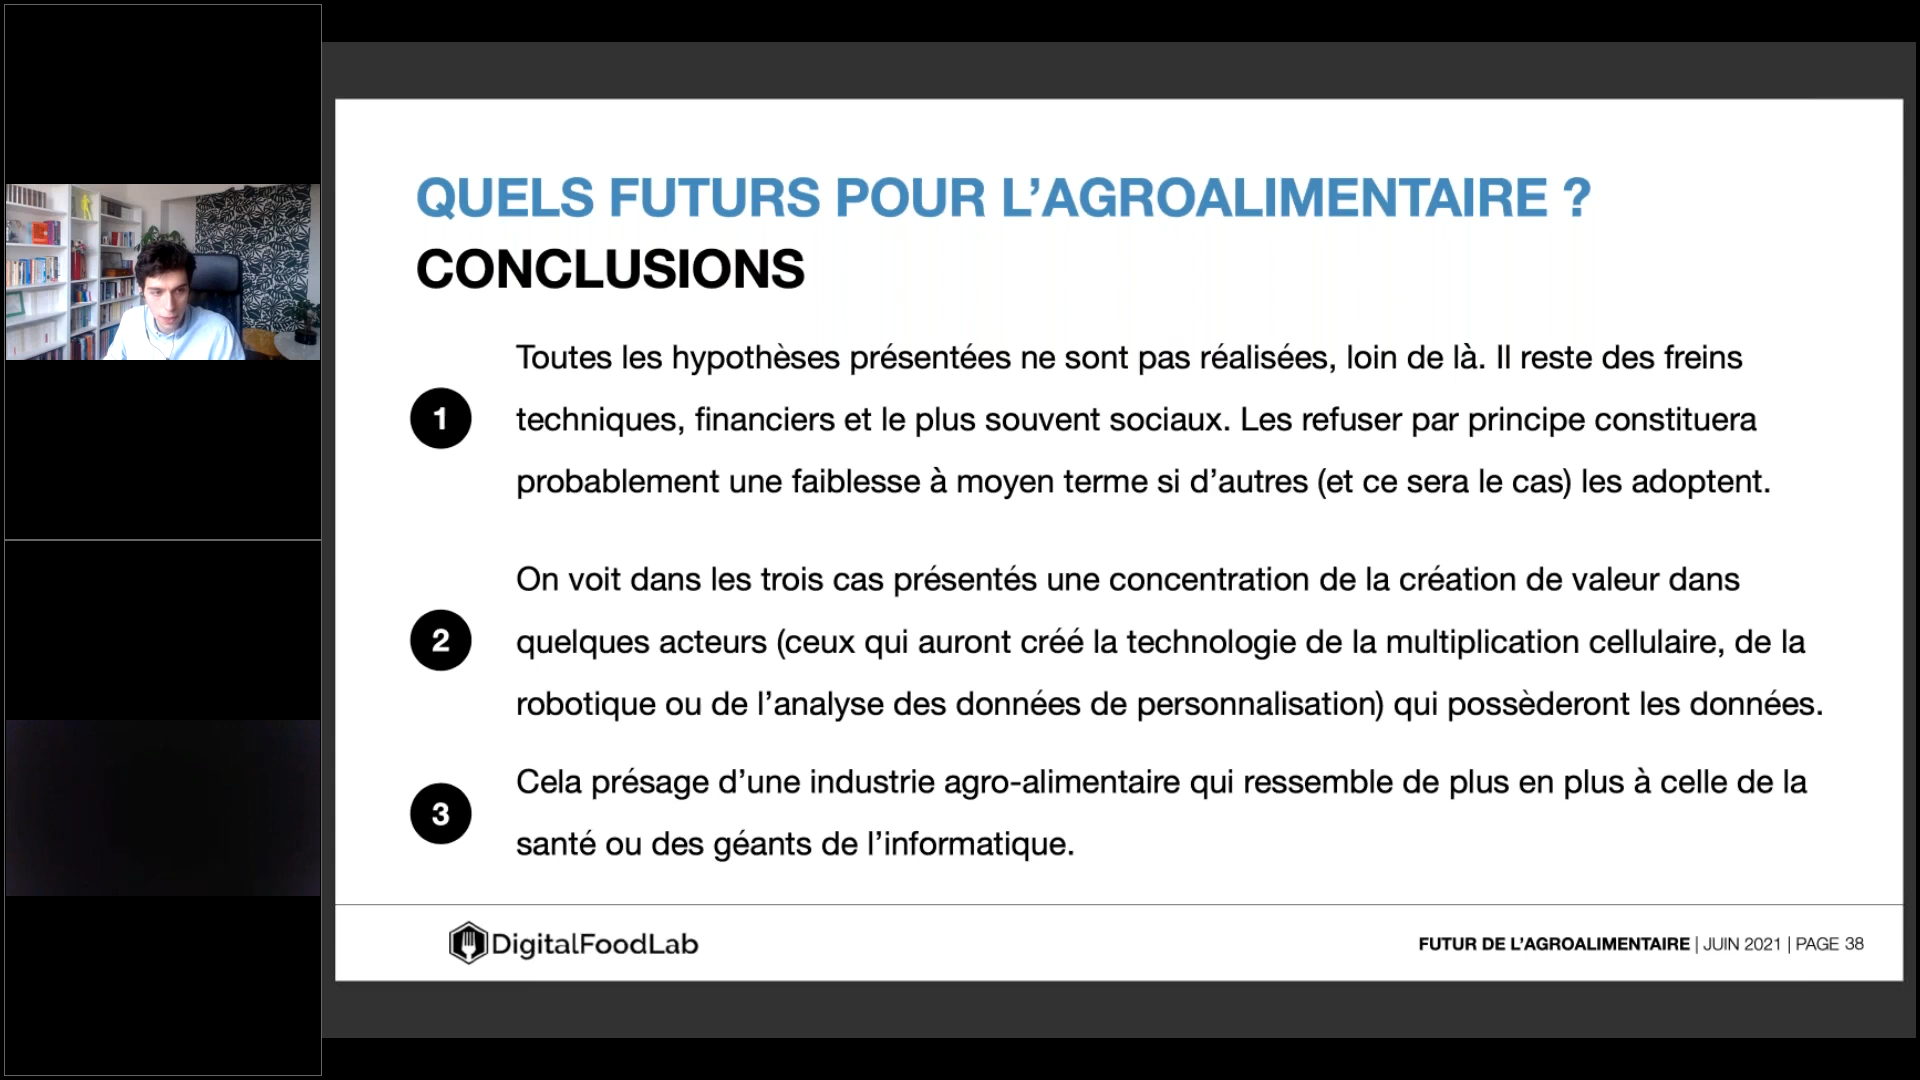 QUELS FUTURS POUR L’AGROALIMENTAIRE ?
CONCLUSIONS
1
Toutes les hypothèses présentées ne sont pas réalisées, loin de là. Il reste des freins
techniques, financiers et le plus souvent sociaux. Les refuser par principe constituera
probablement une faiblesse à moyen terme si d’autres (et ce sera le cas) les adoptent.
2
On voit dans les trois cas présentés une concentration de la création de valeur dans
quelques acteurs (ceux qui auront créé la technologie de la multiplication cellulaire, de la
robotique ou de l’analyse des données de personnalisation) qui possèderont les données.
3
Cela présage d’une industrie agro-alimentaire qui ressemble de plus en plus à celle de la
santé ou des géants de l’informatique.
DigitalFoodLab
FUTUR DE L’AGROALIMENTAIRE | JUIN 2021 | PAGE 38